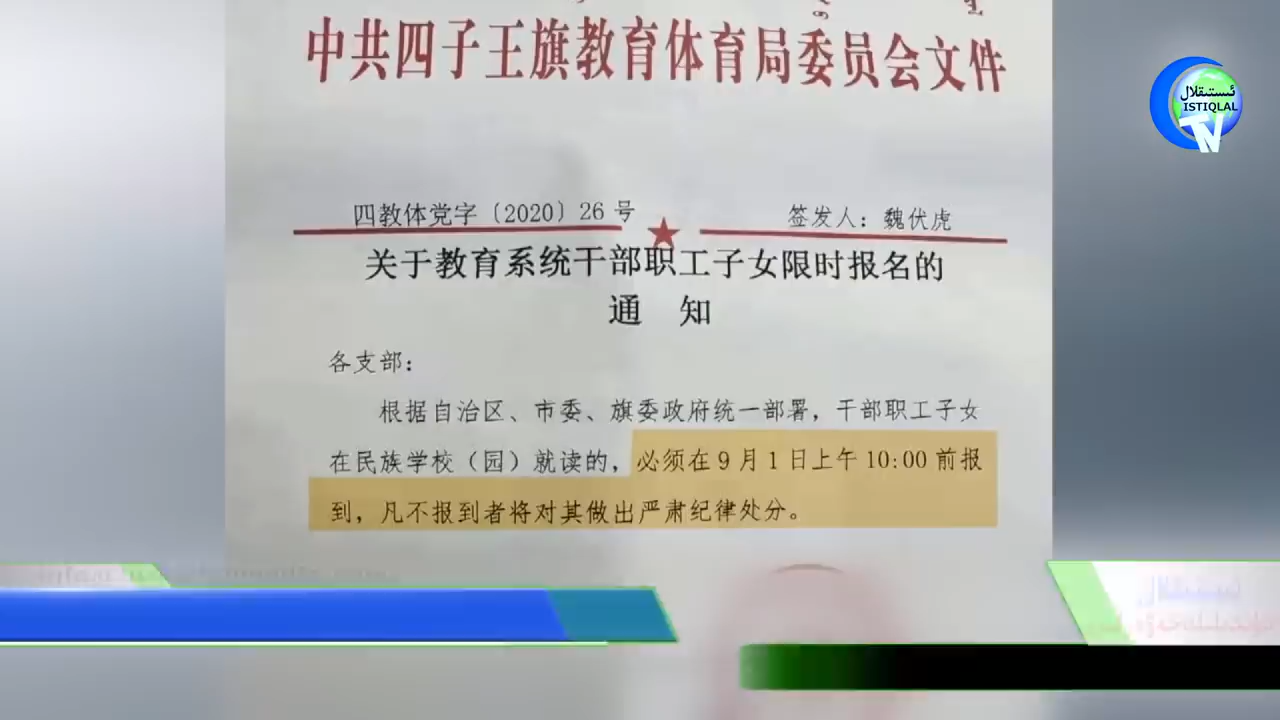 中共四子王旗教育体育局委员会文件
ئىستىقلال
ISTIQLAL
TV
四教体党字〔2020〕26号
签发人：魏伏虎
关于教育系统干部职工子女限时报名的
通 知
各支部：
根据自治区、市委、旗委政府统一部署，干部职工子女
在民族学校（园）就读的，必须在9月1日上午10:00前报
到，凡不报到者将对其做出严肃纪律处分。